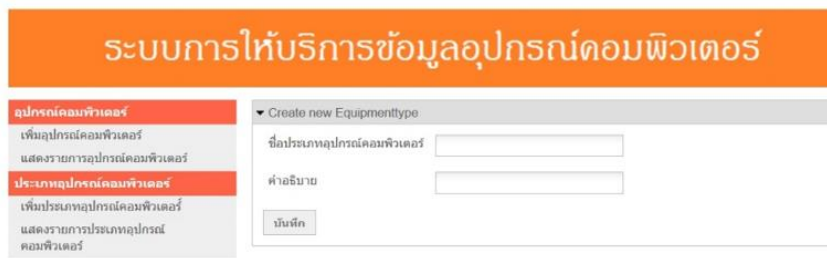 ระบบการให้บริการข้อมูลอุปกรณ์คอมพิวเตอร์
อุปกรณ์คอมพิวเตอร์
เพิ่มอุปกรณ์คอมพิวเตอร์
แสดงรายการอุปกรณ์คอมพิวเตอร์
ประเภทอุปกรณ์คอมพิวเตอร์
เพิ่มประเภทอุปกรณ์คอมพิวเตอร์
แสดงรายการประเภทอุปกรณ์
คอมพิวเตอร์
Create new Equipmenttype
ชื่อประเภทอุปกรณ์คอมพิวเตอร์
คำอธิบาย
บันทึก